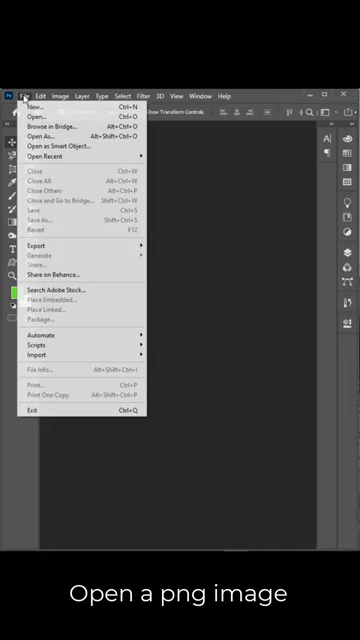 Ps File Edit Image Layer Type Select Filter 3D View Window Help
Show Transform Controls
New... Ctrl+N
Open... Ctrl+O
Browse in Bridge... Alt+Ctrl+O
Open As... Alt+Shift+Ctrl+O
Open as Smart Object...
Open Recent
Close Ctrl+W
Close All Alt+Ctrl+W
Close Others Alt+Ctrl+P
Close and Go to Bridge... Shift+Ctrl+W
Save Ctrl+S
Save As... Shift+Ctrl+S
Revert F12
Export
Generate
Share...
Share on Behance...
Search Adobe Stock...
Place Embedded...
Place Linked...
Package...
Automate
Scripts
Import
File Info... Alt+Shift+Ctrl+I
Print... Ctrl+P
Print One Copy Alt+Shift+Ctrl+P
Exit Ctrl+Q
Open a png image